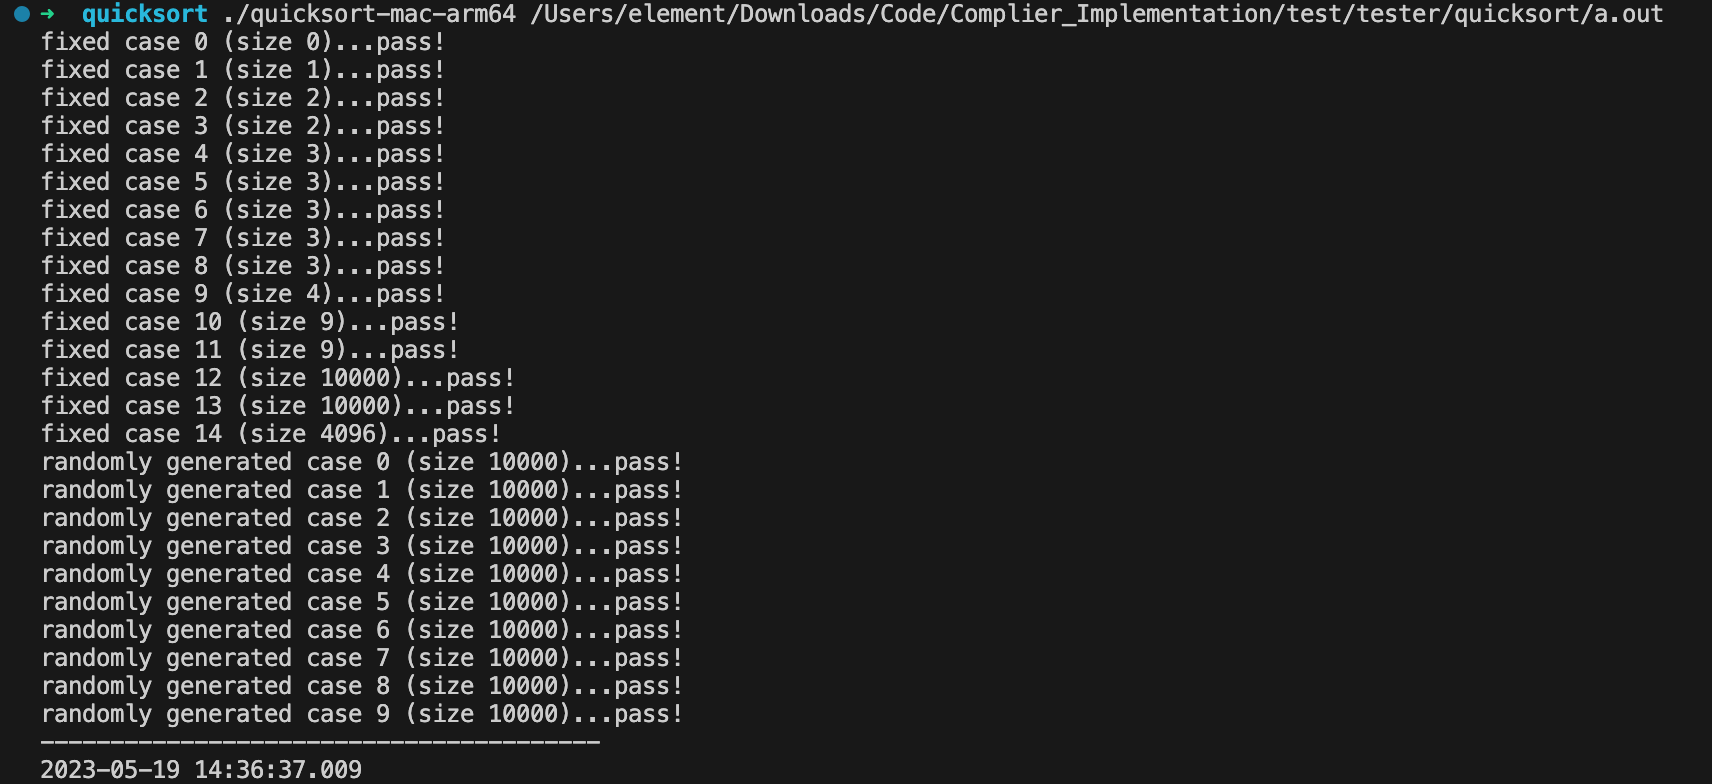 ➜  quicksort ./quicksort-mac-arm64 /Users/element/Downloads/Code/Complier_Implementation/test/tester/quicksort/a.out
fixed case 0 (size 0)...pass!
fixed case 1 (size 1)...pass!
fixed case 2 (size 2)...pass!
fixed case 3 (size 2)...pass!
fixed case 4 (size 3)...pass!
fixed case 5 (size 3)...pass!
fixed case 6 (size 3)...pass!
fixed case 7 (size 3)...pass!
fixed case 8 (size 3)...pass!
fixed case 9 (size 4)...pass!
fixed case 10 (size 9)...pass!
fixed case 11 (size 9)...pass!
fixed case 12 (size 10000)...pass!
fixed case 13 (size 10000)...pass!
fixed case 14 (size 4096)...pass!
randomly generated case 0 (size 10000)...pass!
randomly generated case 1 (size 10000)...pass!
randomly generated case 2 (size 10000)...pass!
randomly generated case 3 (size 10000)...pass!
randomly generated case 4 (size 10000)...pass!
randomly generated case 5 (size 10000)...pass!
randomly generated case 6 (size 10000)...pass!
randomly generated case 7 (size 10000)...pass!
randomly generated case 8 (size 10000)...pass!
randomly generated case 9 (size 10000)...pass!
----------------------------------------
2023-05-19 14:36:37.009